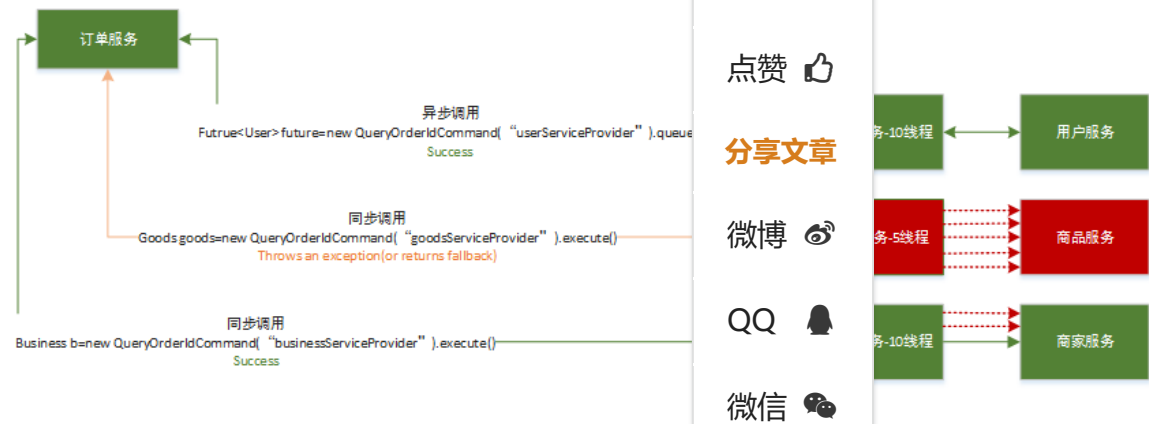 订单服务
点赞
异步调用
Futrue<User> future=new QueryOrderIdCommand( “userServiceProvider” ).queue
Success
务-10线程
用户服务
分享文章
同步调用
Goods goods=new QueryOrderIdCommand( “goodsServiceProvider” ).execute()
Throws an exception(or returns fallback)
微博
务-5线程
商品服务
同步调用
Business b=new QueryOrderIdCommand( “businessServiceProvider” ).execute()
Success
QQ
务-10线程
商家服务
微信